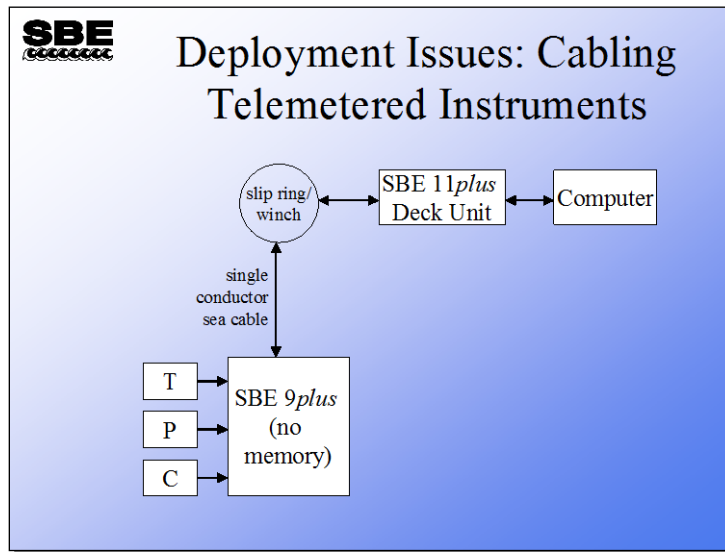 SBE
Deployment Issues: Cabling
Telemetered Instruments
slip ring/
winch
SBE 11plus
Deck Unit
Computer
single
conductor
sea cable
T
P
C
SBE 9plus
(no
memory)